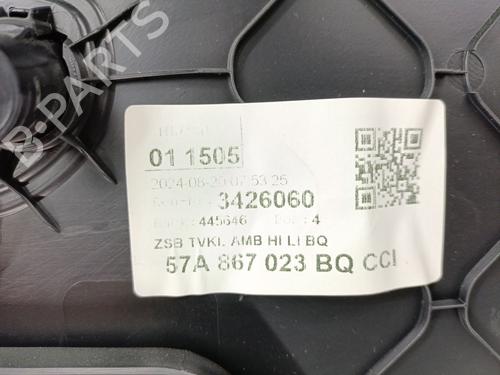 B-PARTS
01 1505
2024-08-20 07 53 25
3426060
445646 4
ZSB TVKL AMB HI LI BQ
57A 867 023 BQ CCI